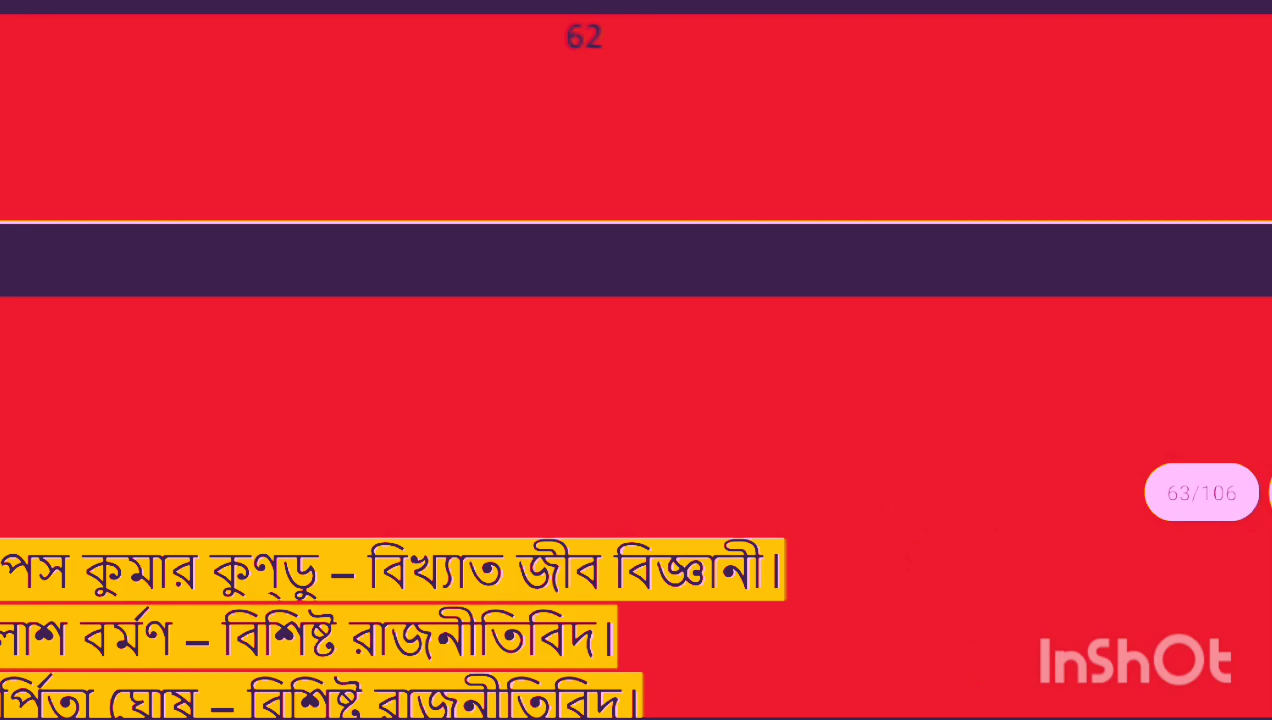 62
63/106
পস কুমার কুণ্ডু – বিখ্যাত জীব বিজ্ঞানী।
লাশ বর্মণ – বিশিষ্ট রাজনীতিবিদ।
র্পিতা ঘোষ – বিশিষ্ট রাজনীতিবিদ।
InShOt